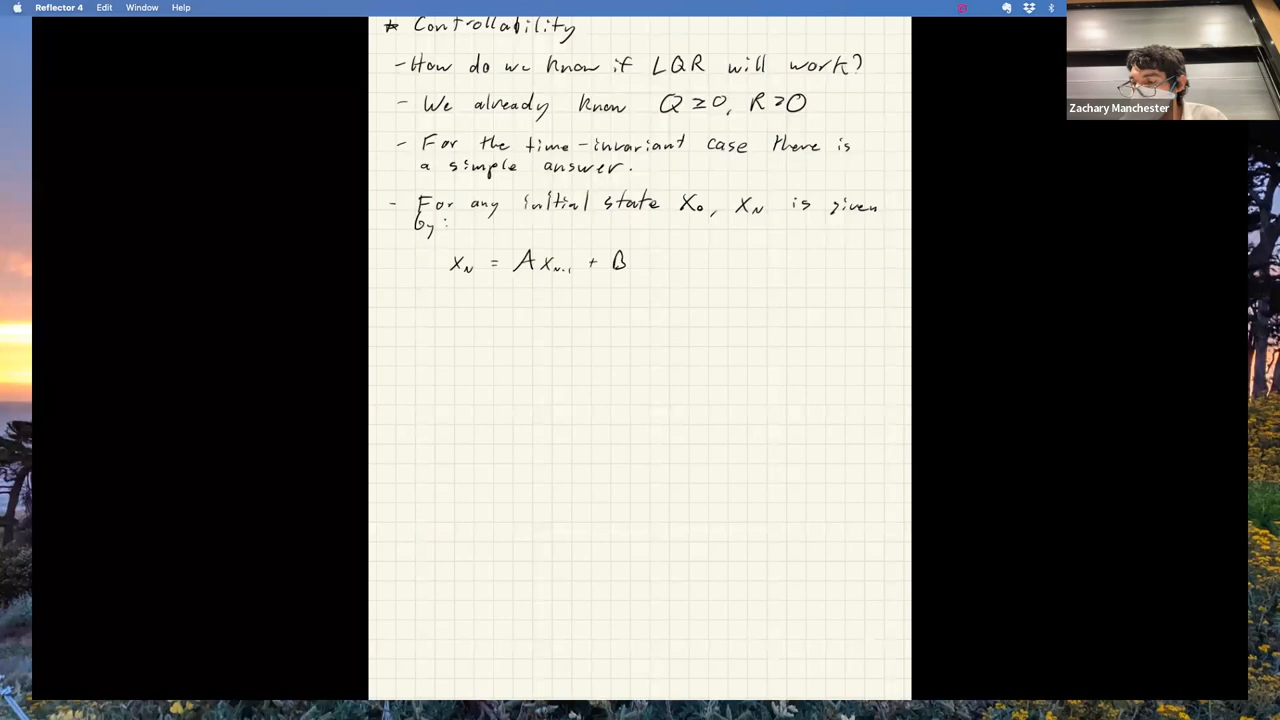 Reflector 4 Edit Window Help
* Controllability
- How do we know if LQR will work?
- We already know Q ≥ 0, R > 0
- For the time-invariant case there is
a simple answer.
- For any initial state x₀, xₙ is given
by:
xₙ = Axₙ₋₁ + B
Zachary Manchester